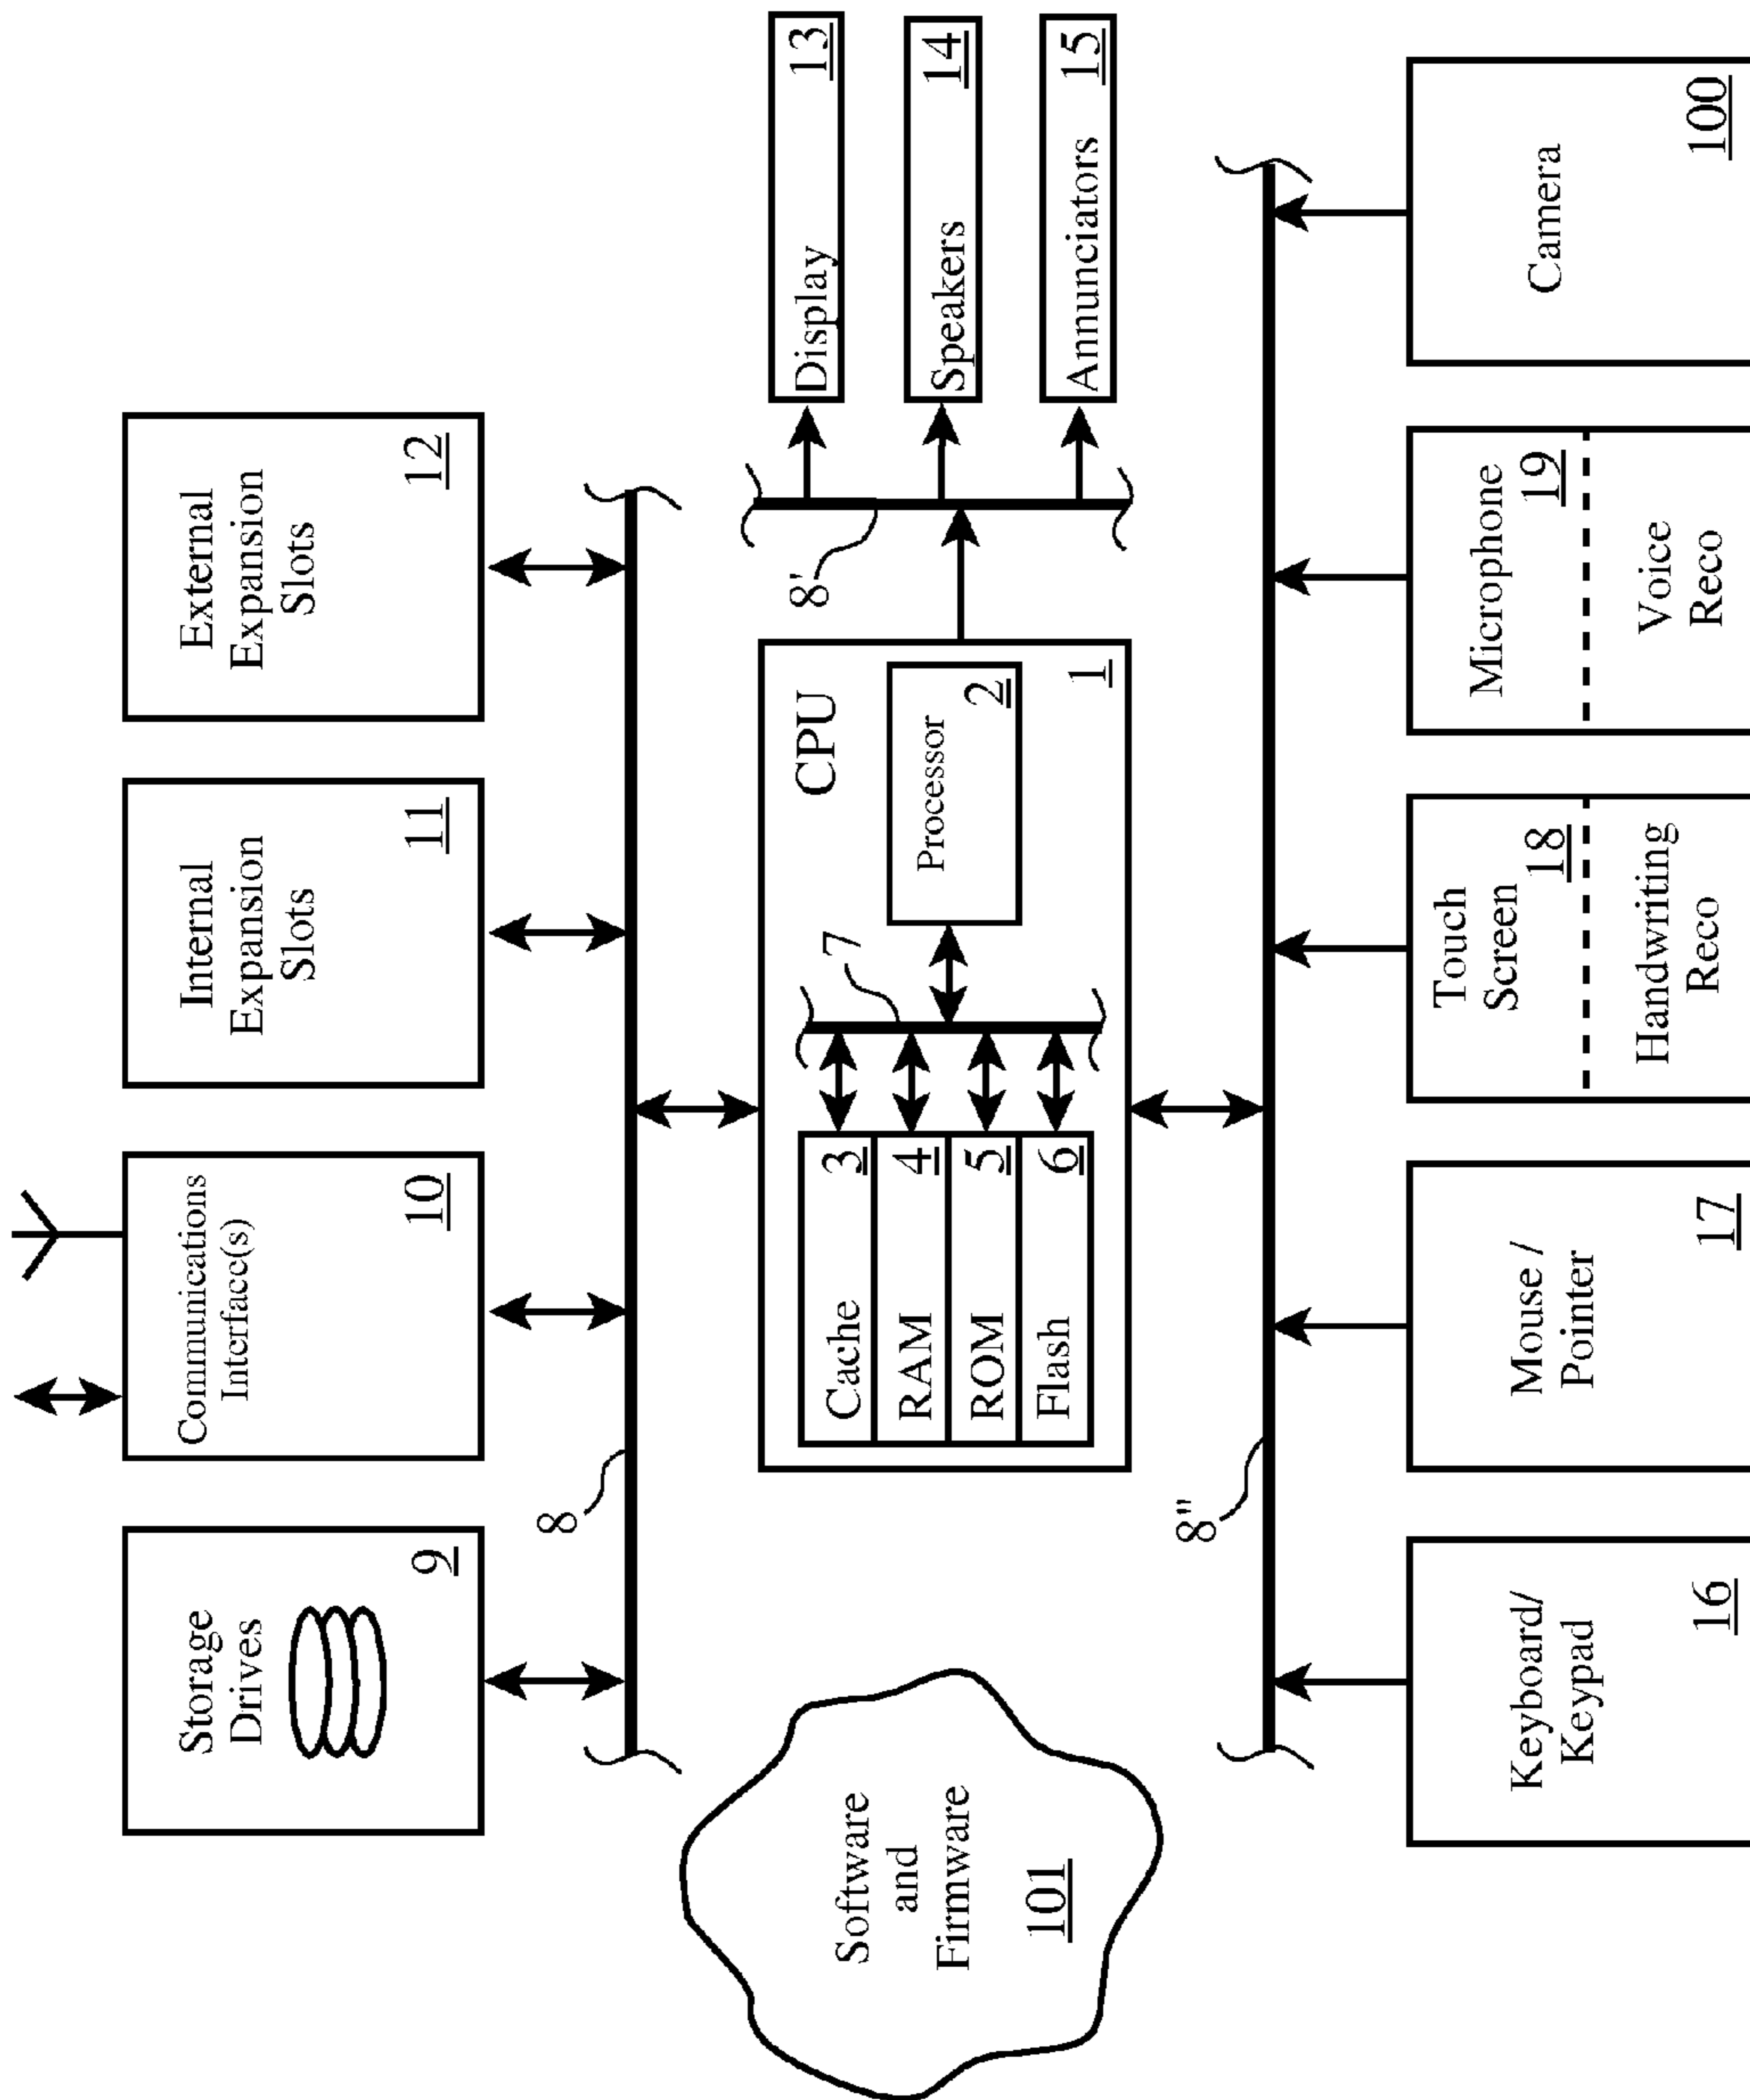 Storage
Drives
9
Communications
Interface(s)
10
Internal
Expansion
Slots
11
External
Expansion
Slots
12
8
Software
and
Firmware
101
CPU
Cache 3
RAM 4
ROM 5
Flash 6
7
Processor
2
1
8'
Display 13
Speakers 14
Annunciators 15
8"
Keyboard/
Keypad
16
Mouse /
Pointer
17
Touch
Screen
18
Handwriting
Reco
Microphone
19
Voice
Reco
Camera
100